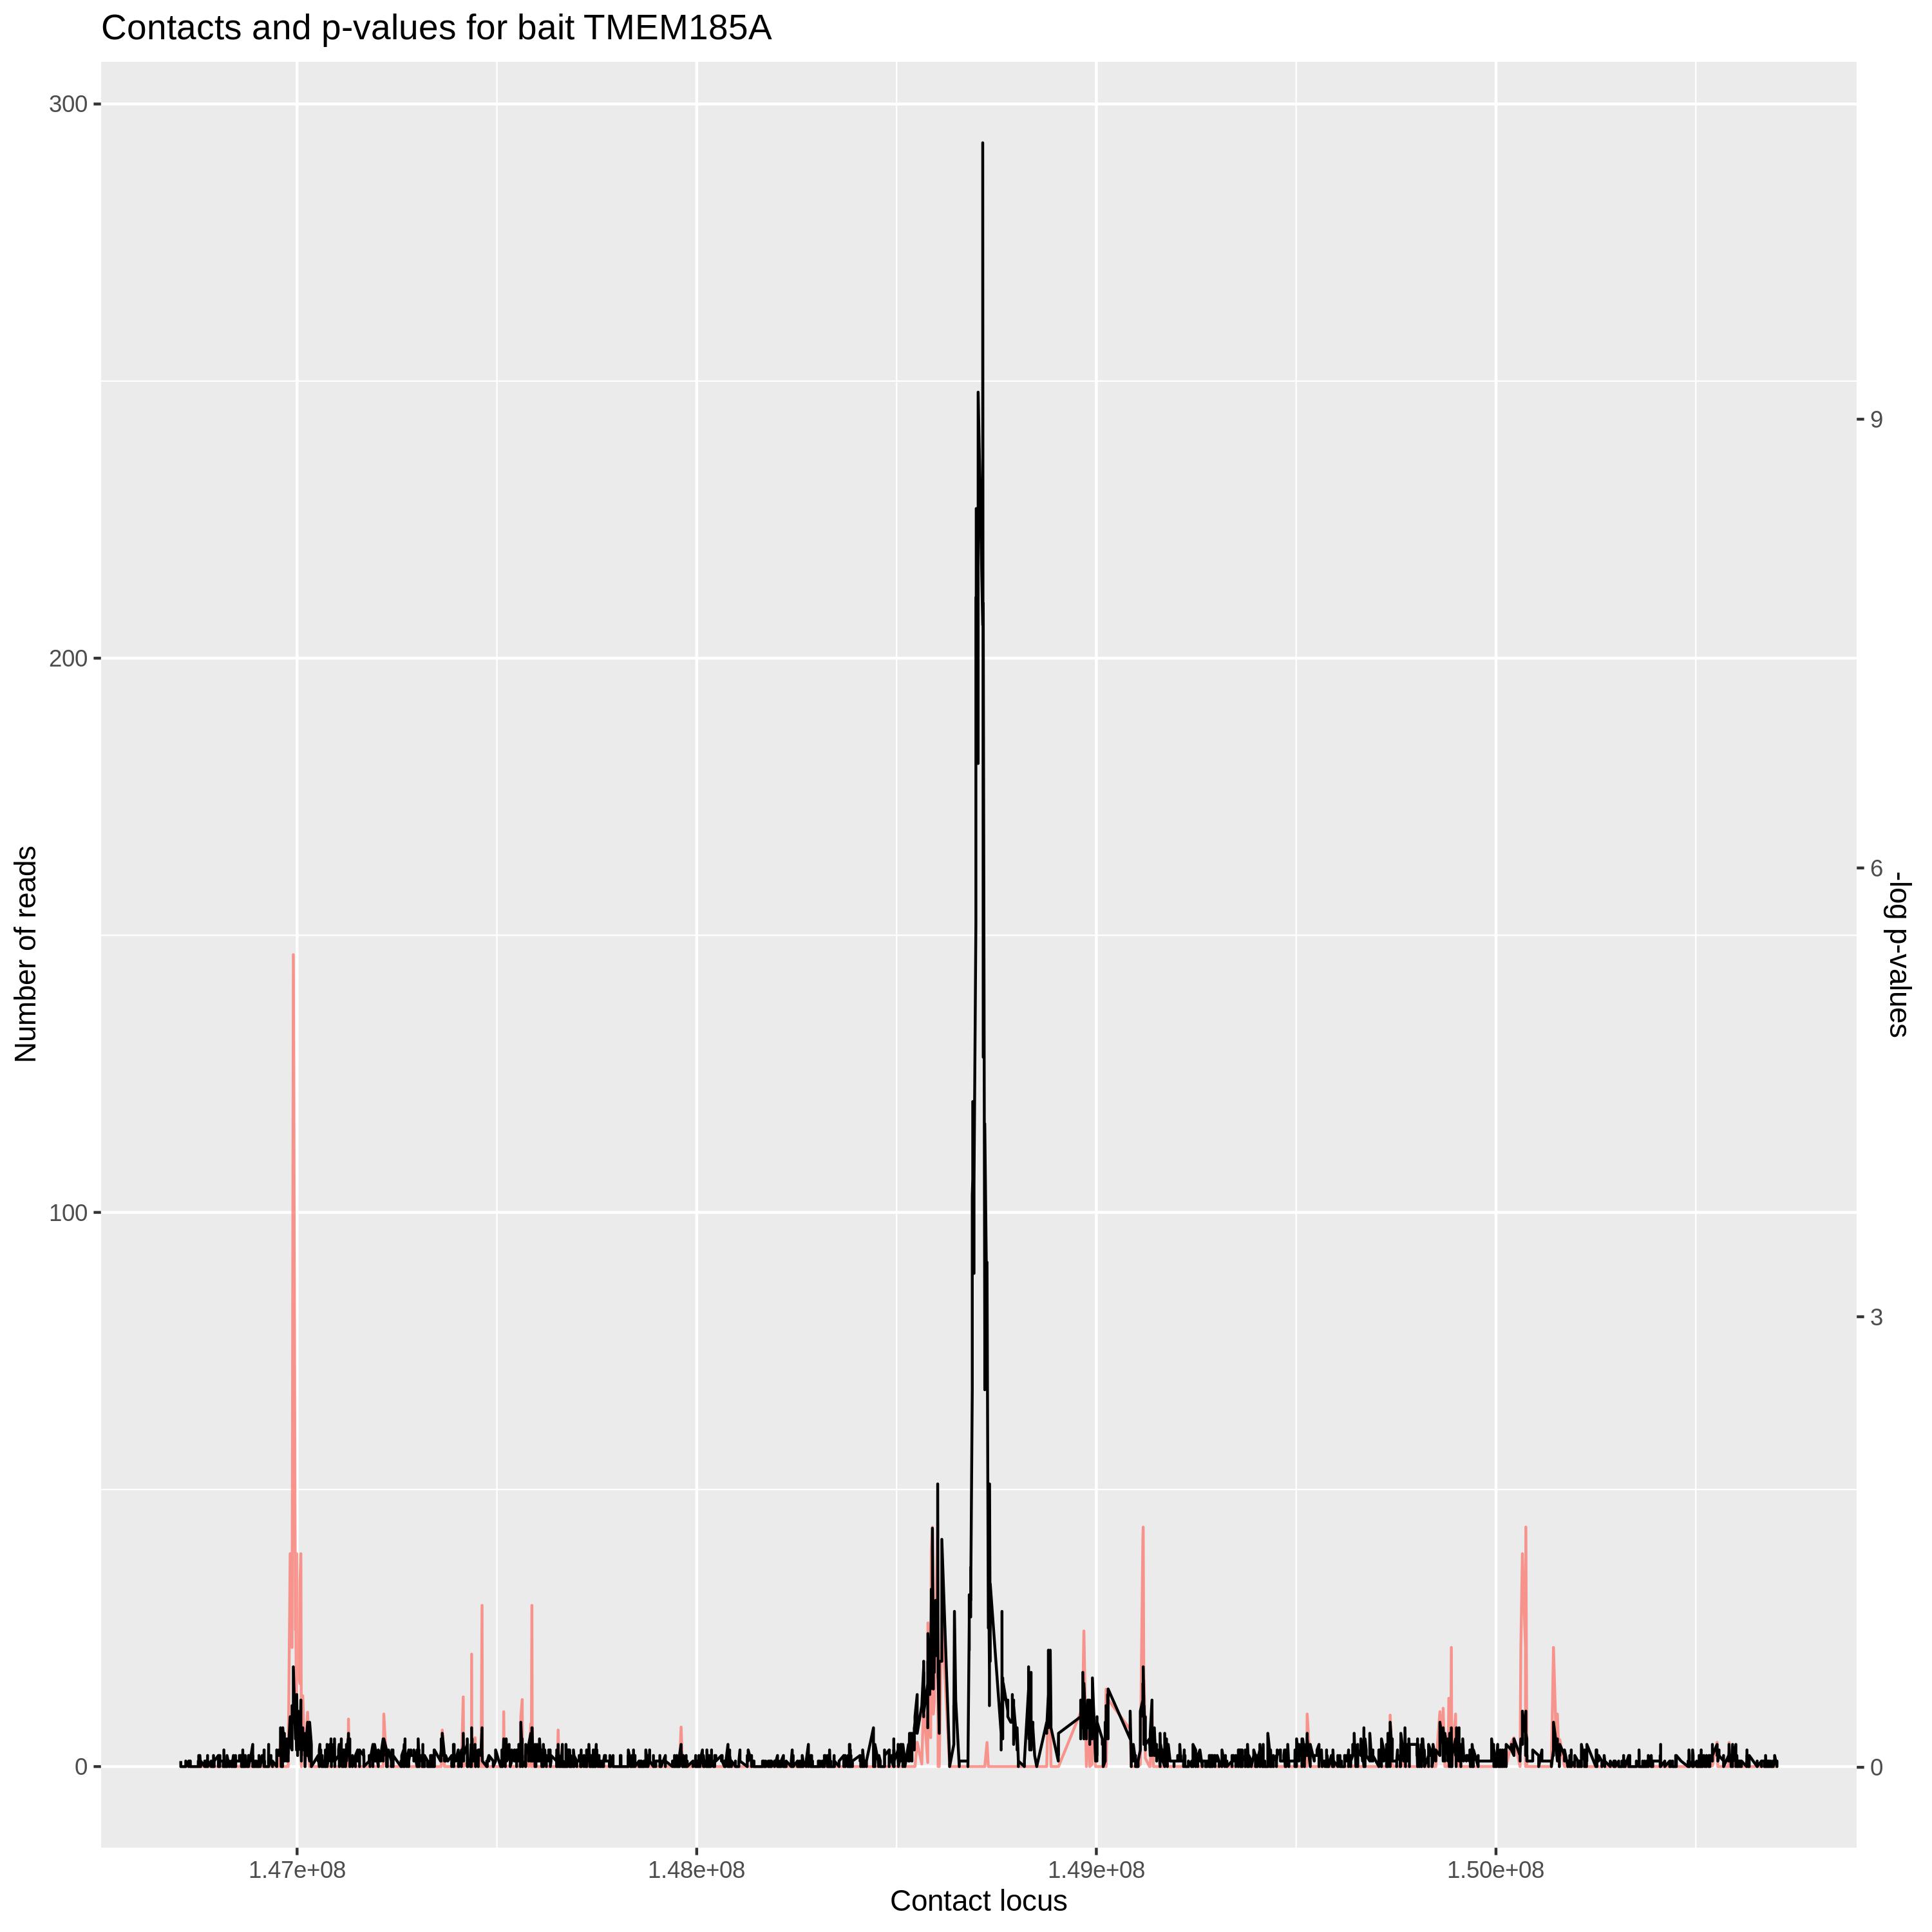 Contacts and p-values for bait TMEM185A
300
200
100
0
Number of reads
9
6
3
0
-log p-values
1.47e+08 1.48e+08 1.49e+08 1.50e+08
Contact locus